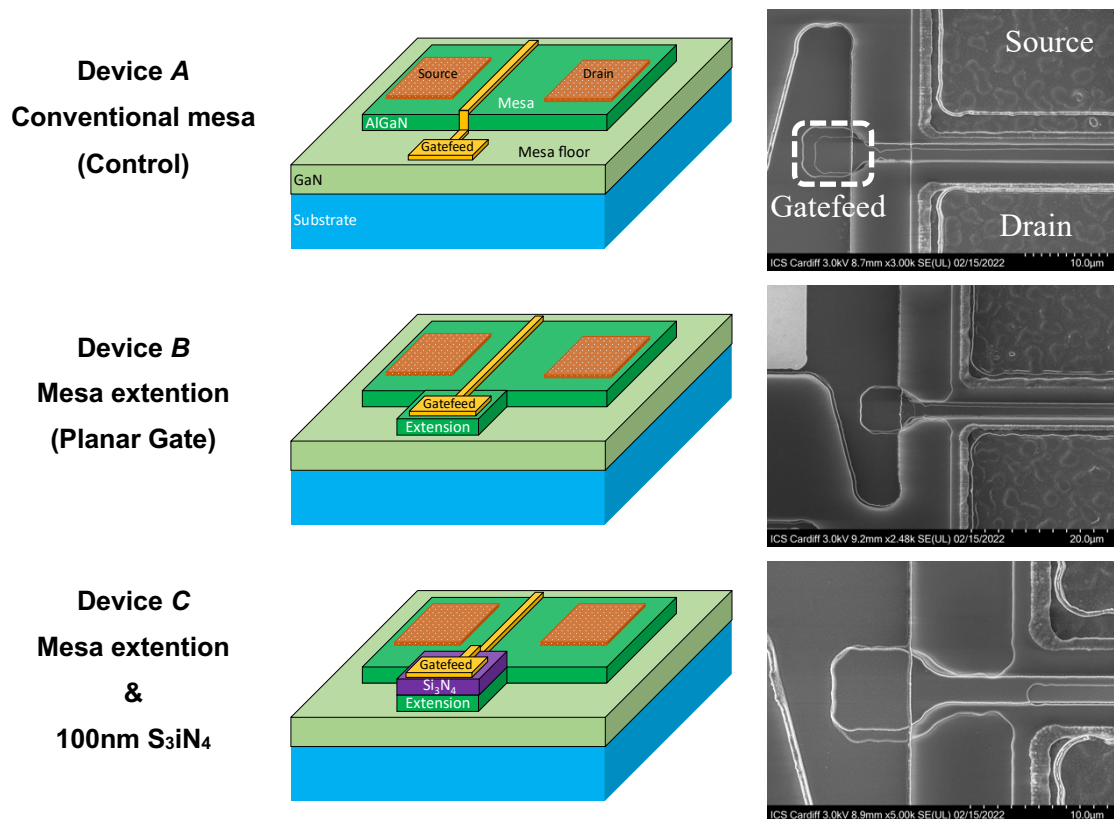 Device A
Conventional mesa
(Control)
Source
Drain
Mesa
AlGaN
Gatefeed
Mesa floor
GaN
Substrate
Source
Gatefeed
Drain
ICS Cardiff 3.0kV 8.7mm x3.00k SE(UL) 02/15/2022
10.0µm
Device B
Mesa extention
(Planar Gate)
Gatefeed
Extension
ICS Cardiff 3.0kV 9.2mm x2.48k SE(UL) 02/15/2022
20.0µm
Device C
Mesa extention
&
100nm S₃iN₄
Gatefeed
Si₃N₄
Extension
ICS Cardiff 3.0kV 8.9mm x5.00k SE(UL) 02/15/2022
10.0µm